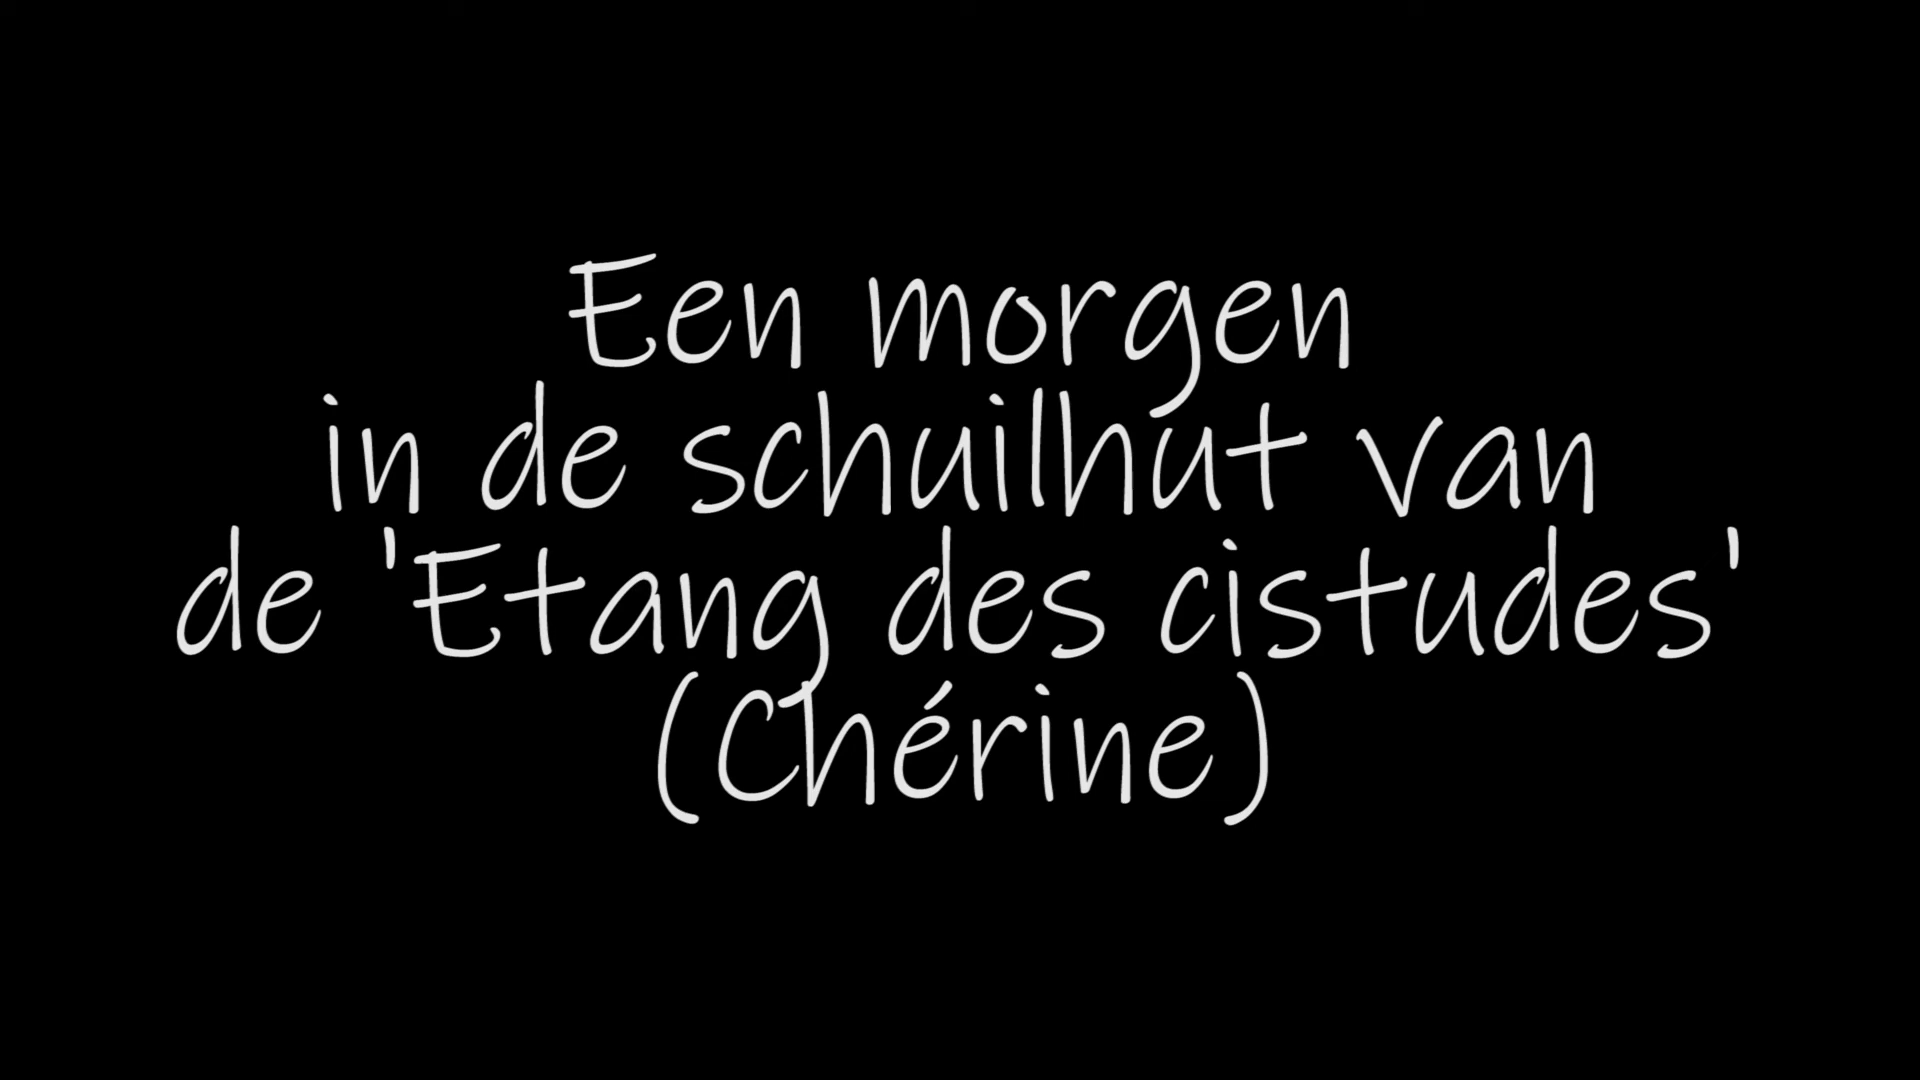 Een morgen
in de schuilhut van
de 'Etang des cistudes'
(Chérine)